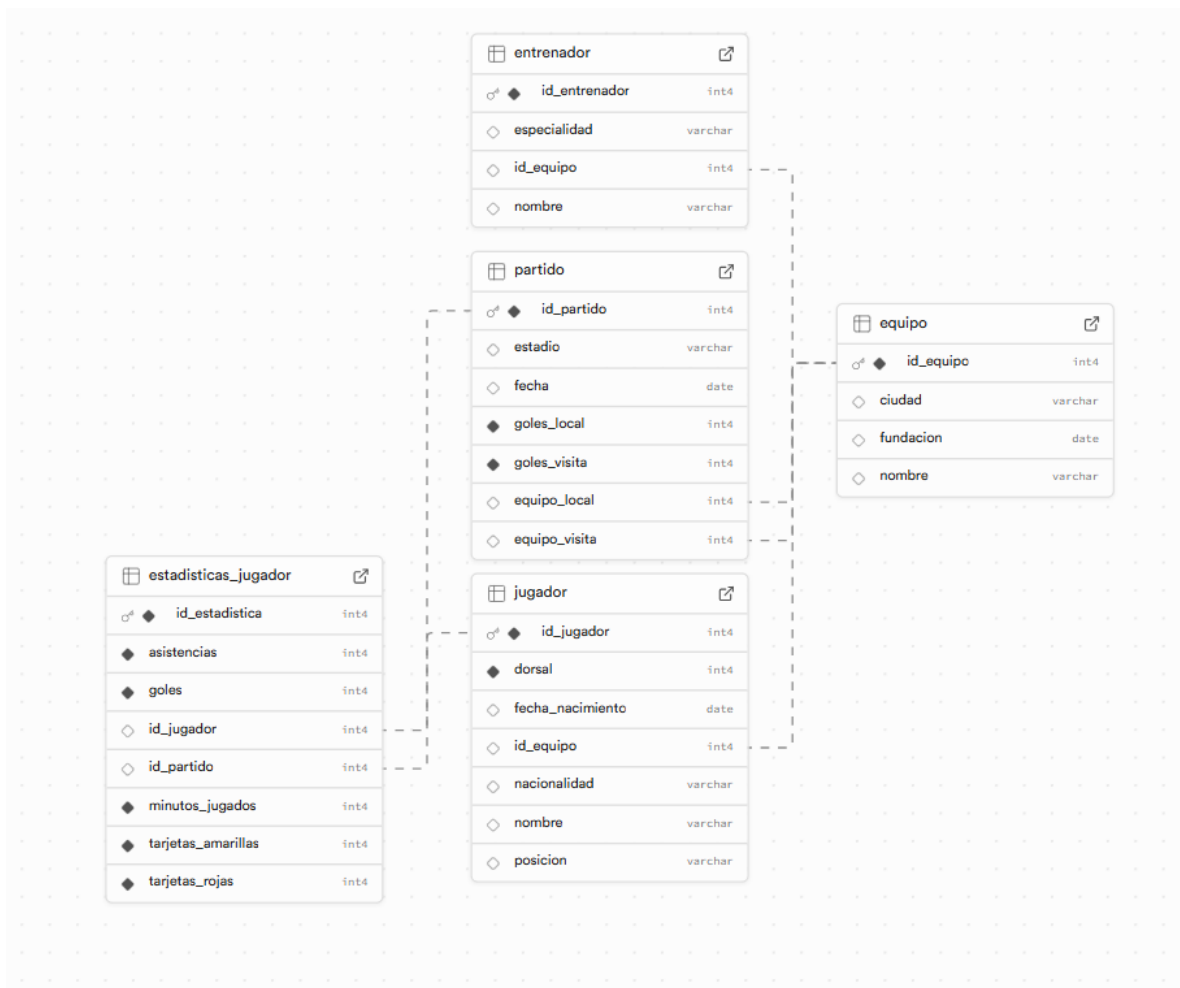 entrenador
id_entrenador int4
especialidad varchar
id_equipo int4
nombre varchar
partido
id_partido int4
estadio varchar
fecha date
goles_local int4
goles_visita int4
equipo_local int4
equipo_visita int4
equipo
id_equipo int4
ciudad varchar
fundacion date
nombre varchar
estadisticas_jugador
id_estadistica int4
asistencias int4
goles int4
id_jugador int4
id_partido int4
minutos_jugados int4
tarjetas_amarillas int4
tarjetas_rojas int4
jugador
id_jugador int4
dorsal int4
fecha_nacimiento date
id_equipo int4
nacionalidad varchar
nombre varchar
posicion varchar